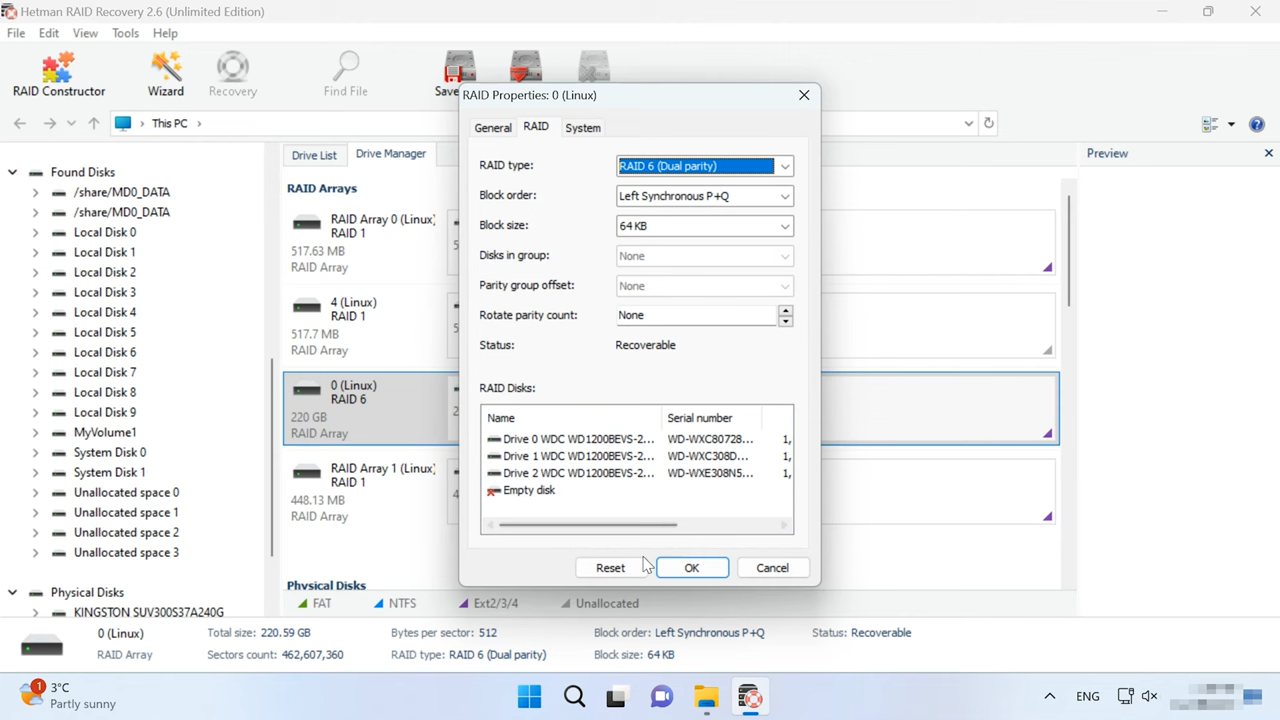 Hetman RAID Recovery 2.6 (Unlimited Edition)
File Edit View Tools Help
RAID Constructor Wizard Recovery Find File Save
This PC
Found Disks
/share/MD0_DATA
/share/MD0_DATA
Local Disk 0
Local Disk 1
Local Disk 2
Local Disk 3
Local Disk 4
Local Disk 5
Local Disk 6
Local Disk 7
Local Disk 8
Local Disk 9
MyVolume1
System Disk 0
System Disk 1
Unallocated space 0
Unallocated space 1
Unallocated space 2
Unallocated space 3
Physical Disks
KINGSTON SUV300S37A240G
Drive List Drive Manager
RAID Arrays
RAID Array 0 (Linux)
RAID 1
517.63 MB
RAID Array
4 (Linux)
RAID 1
517.7 MB
RAID Array
0 (Linux)
RAID 6
220 GB
RAID Array
RAID Array 1 (Linux)
RAID 1
448.13 MB
RAID Array
Physical Disks
FAT NTFS Ext2/3/4 Unallocated
RAID Properties: 0 (Linux)
General RAID System
RAID type: RAID 6 (Dual parity)
Block order: Left Synchronous P+Q
Block size: 64 KB
Disks in group: None
Parity group offset: None
Rotate parity count: None
Status: Recoverable
RAID Disks:
Name Serial number
Drive 0 WDC WD1200BEVS-2... WD-WXC80728... 1,
Drive 1 WDC WD1200BEVS-2... WD-WXC308D... 1,
Drive 2 WDC WD1200BEVS-2... WD-WXE308N5... 1,
Empty disk
Reset OK Cancel
Preview
0 (Linux) Total size: 220.59 GB Bytes per sector: 512 Block order: Left Synchronous P+Q Status: Recoverable
RAID Array Sectors count: 462,607,360 RAID type: RAID 6 (Dual parity) Block size: 64 KB
1
3°C
Partly sunny
ENG